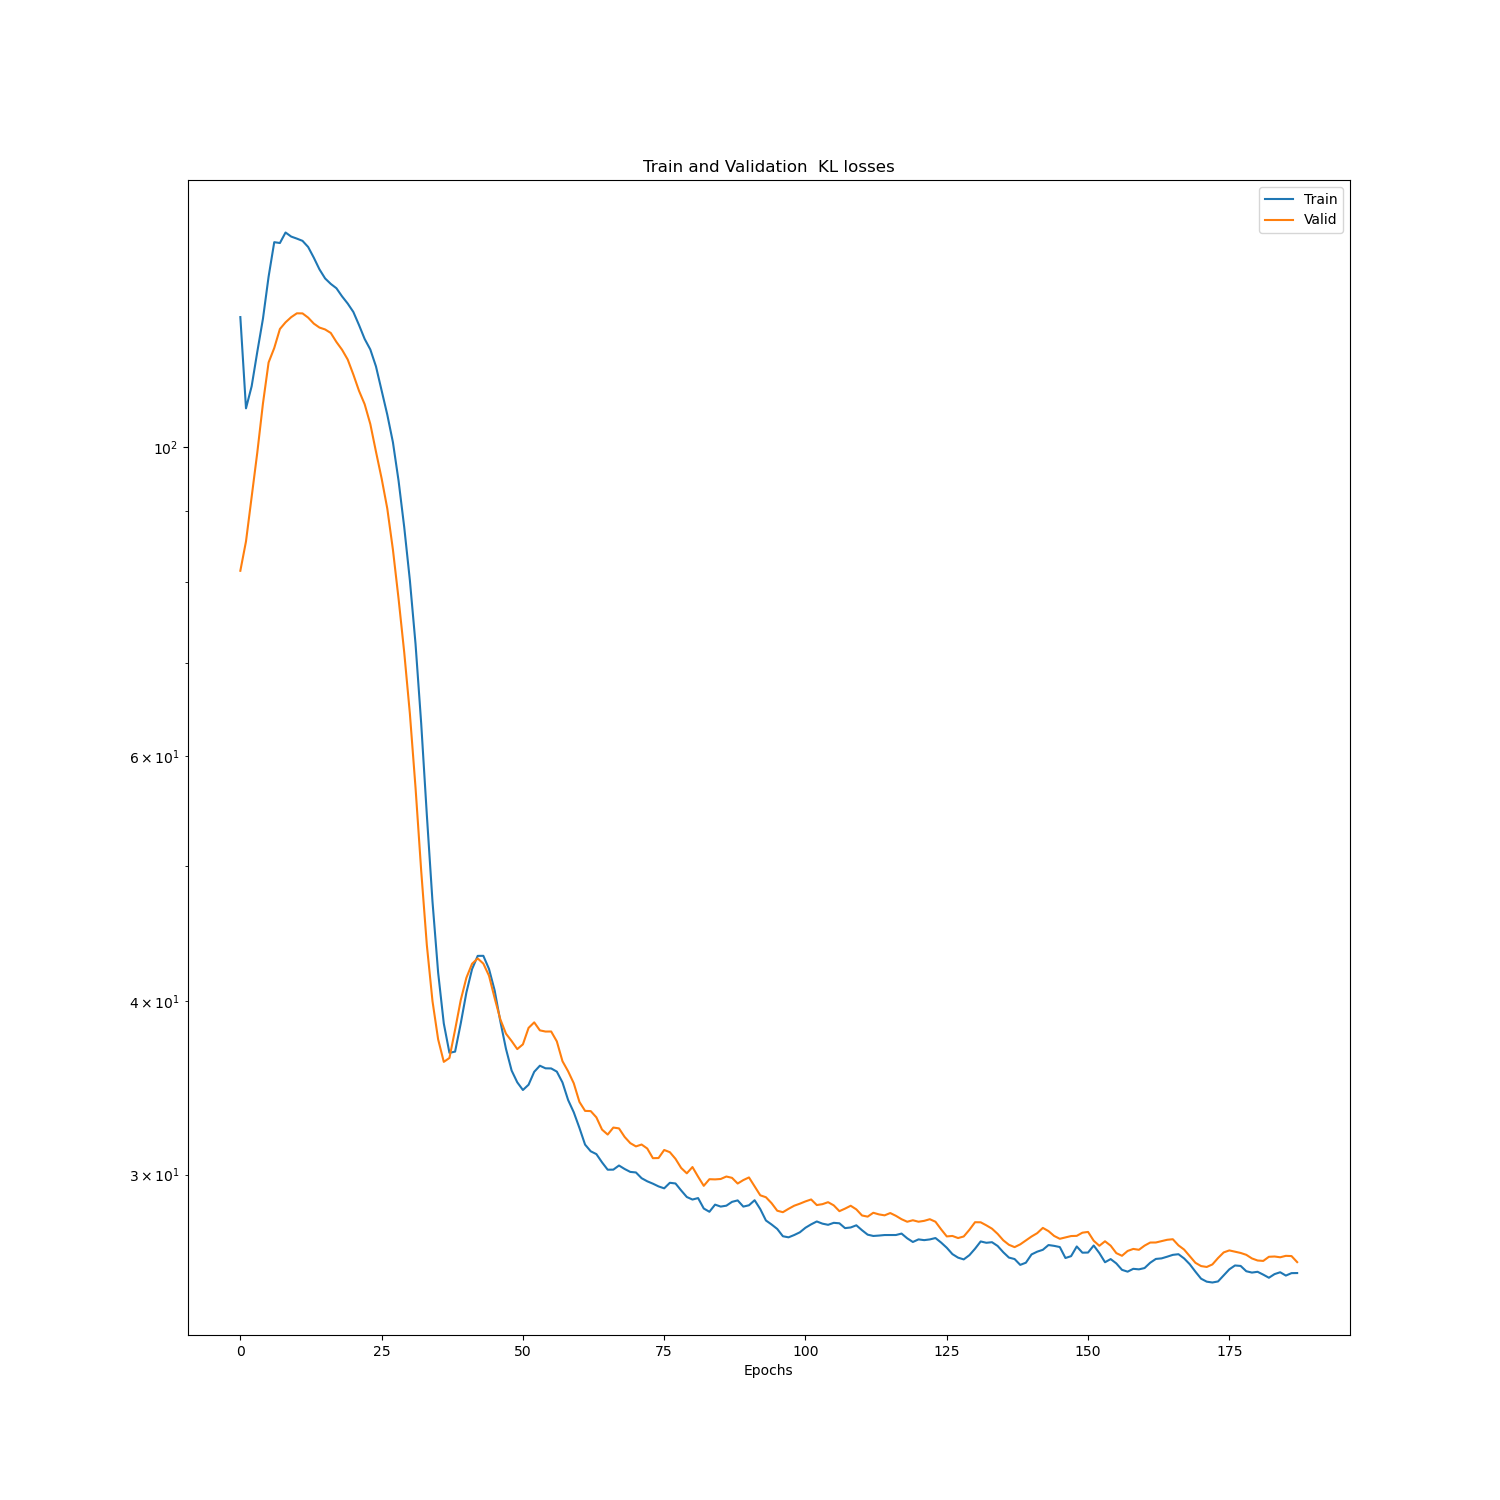 Train and Validation  KL losses
Train
Valid
10²
6 × 10¹
4 × 10¹
3 × 10¹
0 25 50 75 100 125 150 175
Epochs